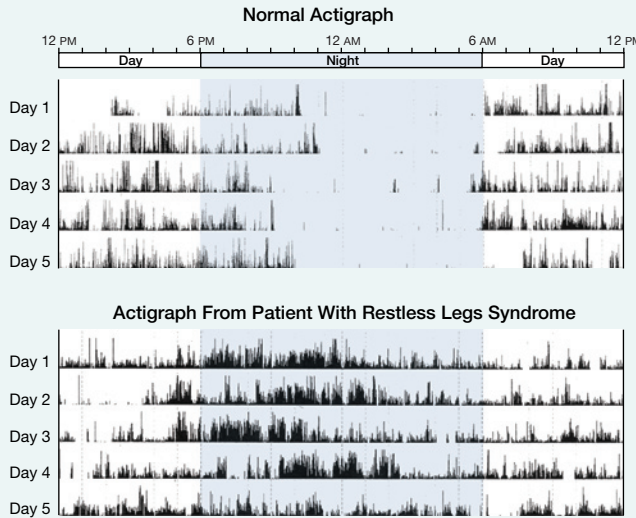 Normal Actigraph
12 PM 6 PM 12 AM 6 AM 12 PM
Day Night Day
Day 1
Day 2
Day 3
Day 4
Day 5
Actigraph From Patient With Restless Legs Syndrome
Day 1
Day 2
Day 3
Day 4
Day 5